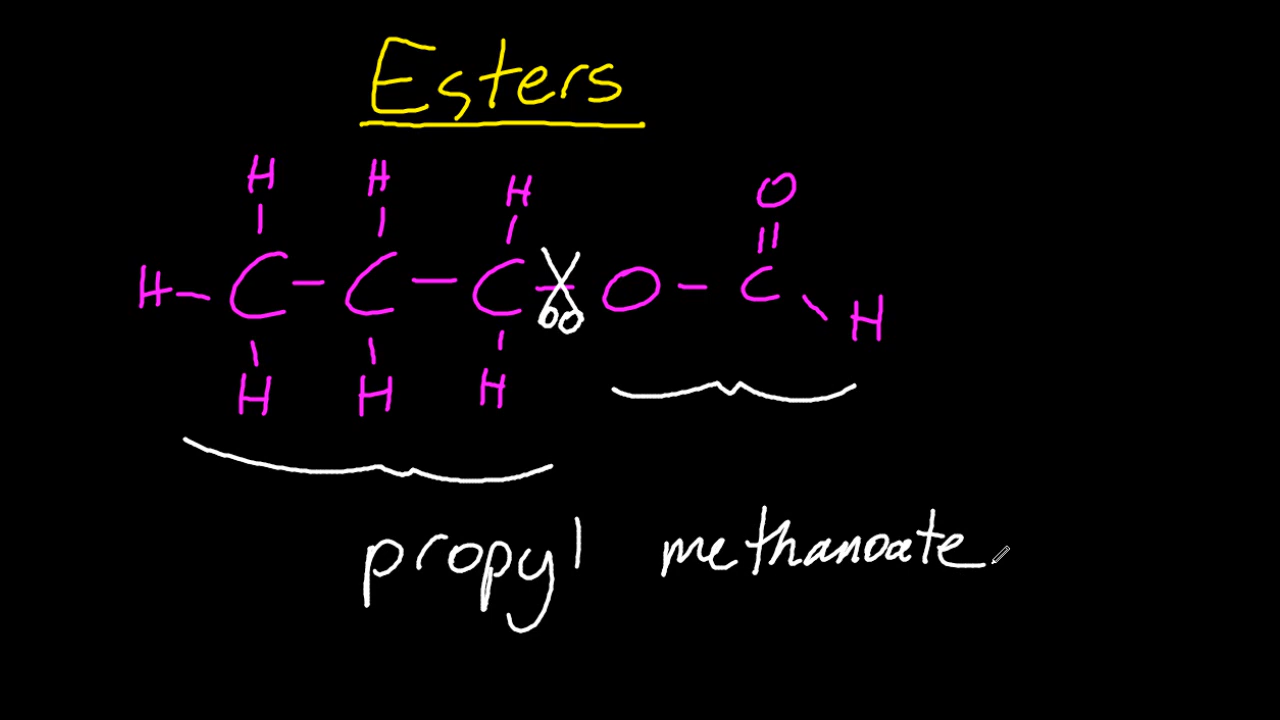 Esters
H H H O
H - C - C - C - O - C
H
H H H
propyl methanoate